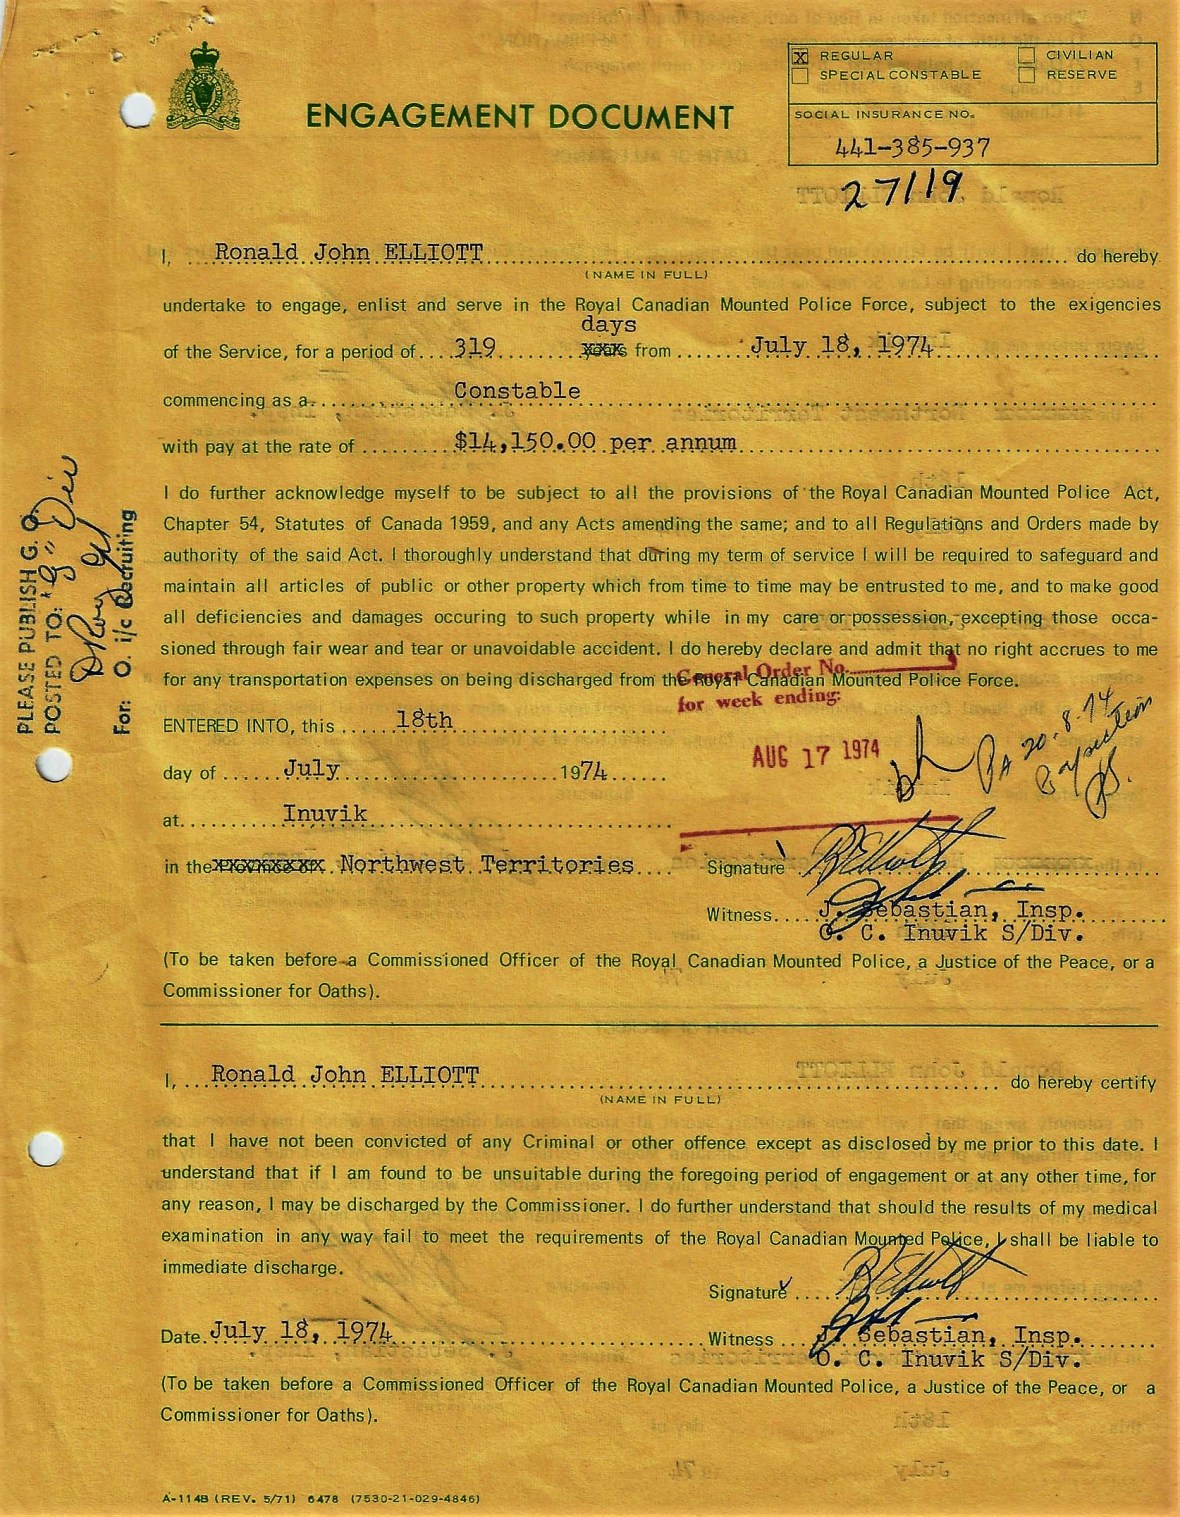 X REGULAR CIVILIAN
SPECIAL CONSTABLE RESERVE
ENGAGEMENT DOCUMENT
SOCIAL INSURANCE NO.
441-385-937
27119
I, Ronald John ELLIOTT do hereby
(NAME IN FULL)
undertake to engage, enlist and serve in the Royal Canadian Mounted Police Force, subject to the exigencies
days
of the Service, for a period of 319 years from July 18, 1974
commencing as a Constable
with pay at the rate of $14,150.00 per annum
I do further acknowledge myself to be subject to all the provisions of the Royal Canadian Mounted Police Act,
Chapter 54, Statutes of Canada 1959, and any Acts amending the same; and to all Regulations and Orders made by
authority of the said Act. I thoroughly understand that during my term of service I will be required to safeguard and
maintain all articles of public or other property which from time to time may be entrusted to me, and to make good
all deficiencies and damages occuring to such property while in my care or possession, excepting those occa-
sioned through fair wear and tear or unavoidable accident. I do hereby declare and admit that no right accrues to me
for any transportation expenses on being discharged from the Royal Canadian Mounted Police Force.
General Order No.
for week ending:
AUG 17 1974
PA 20-8-74
ENTERED INTO, this 18th
day of July 1974
at Inuvik
in the Province of Northwest Territories
Signature
Witness J. Sebastian, Insp.
O. C. Inuvik S/Div.
(To be taken before a Commissioned Officer of the Royal Canadian Mounted Police, a Justice of the Peace, or a
Commissioner for Oaths).
I, Ronald John ELLIOTT do hereby certify
(NAME IN FULL)
that I have not been convicted of any Criminal or other offence except as disclosed by me prior to this date. I
understand that if I am found to be unsuitable during the foregoing period of engagement or at any other time, for
any reason, I may be discharged by the Commissioner. I do further understand that should the results of my medical
examination in any way fail to meet the requirements of the Royal Canadian Mounted Police, I shall be liable to
immediate discharge.
Signature
Date July 18, 1974 Witness J. Sebastian, Insp.
O. C. Inuvik S/Div.
(To be taken before a Commissioned Officer of the Royal Canadian Mounted Police, a Justice of the Peace, or a
Commissioner for Oaths).
A-114B (REV. 5/71) 6478 (7530-21-029-4846)
PLEASE PUBLISH G. O.
POSTED TO: "G" Div
For: O. i/c Recruiting